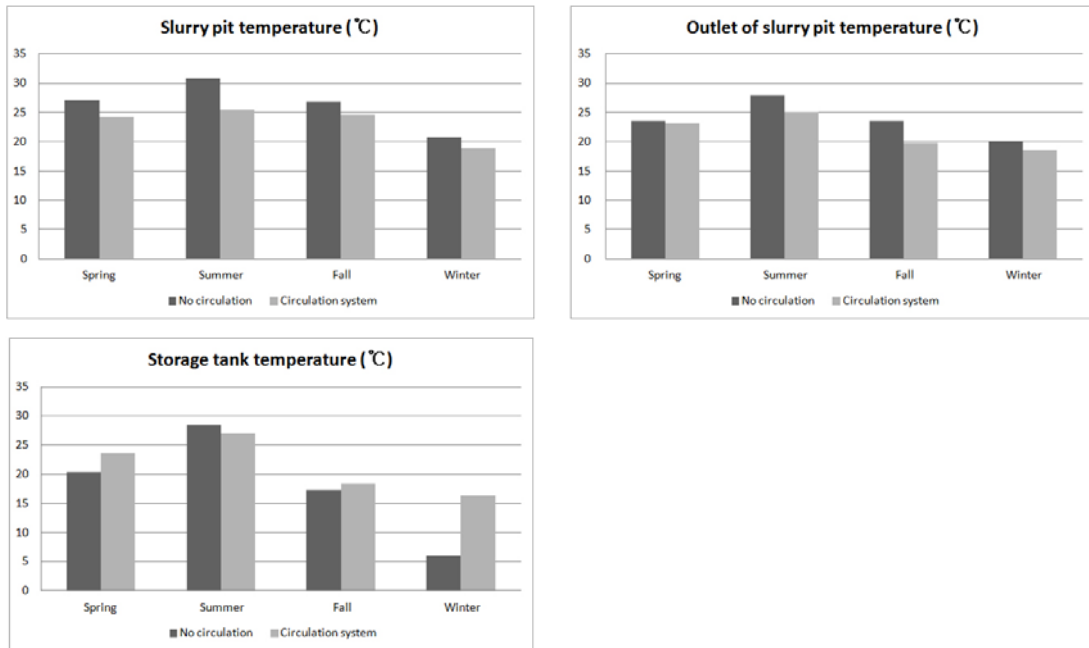 Slurry pit temperature (℃)
35
30
25
20
15
10
5
0
Spring Summer Fall Winter
No circulation Circulation system
Outlet of slurry pit temperature (℃)
35
30
25
20
15
10
5
0
Spring Summer Fall Winter
No circulation Circulation system
Storage tank temperature (℃)
35
30
25
20
15
10
5
0
Spring Summer Fall Winter
No circulation Circulation system